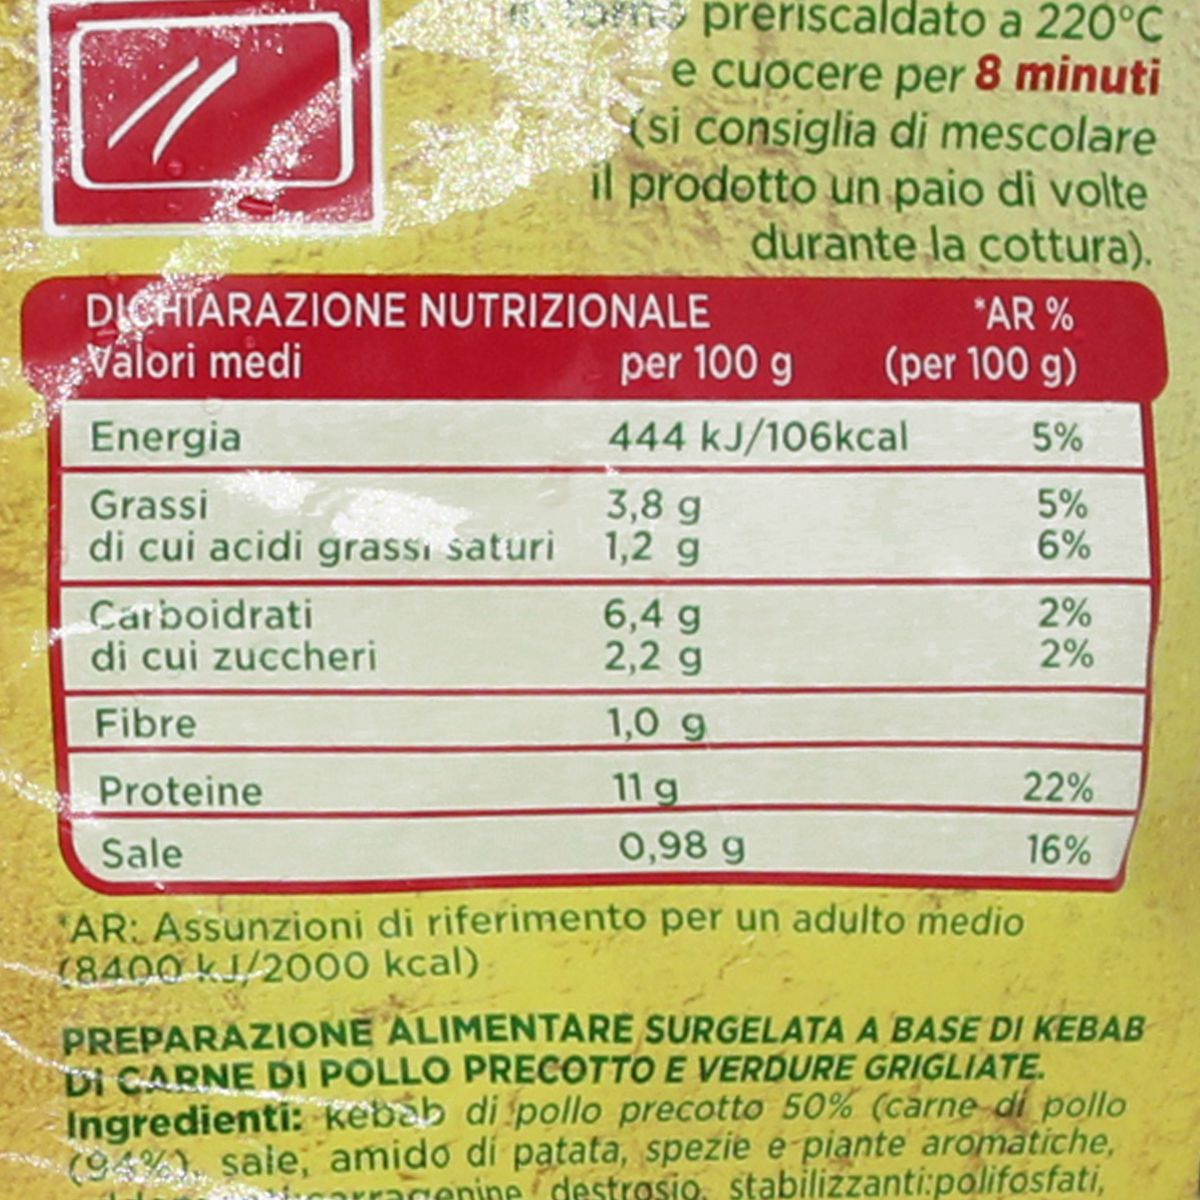 forno preriscaldato a 220°C
e cuocere per 8 minuti
(si consiglia di mescolare
il prodotto un paio di volte
durante la cottura).
DICHIARAZIONE NUTRIZIONALE *AR %
Valori medi per 100 g (per 100 g)
Energia 444 kJ/106kcal 5%
Grassi 3,8 g 5%
di cui acidi grassi saturi 1,2 g 6%
Carboidrati 6,4 g 2%
di cui zuccheri 2,2 g 2%
Fibre 1,0 g
Proteine 11 g 22%
Sale 0,98 g 16%
*AR: Assunzioni di riferimento per un adulto medio
(8400 kJ/2000 kcal)
PREPARAZIONE ALIMENTARE SURGELATA A BASE DI KEBAB
DI CARNE DI POLLO PRECOTTO E VERDURE GRIGLIATE.
Ingredienti: kebab di pollo precotto 50% (carne di pollo
(94%), sale, amido di patata, spezie e piante aromatiche,
destrosio, stabilizzanti:polifosfati,